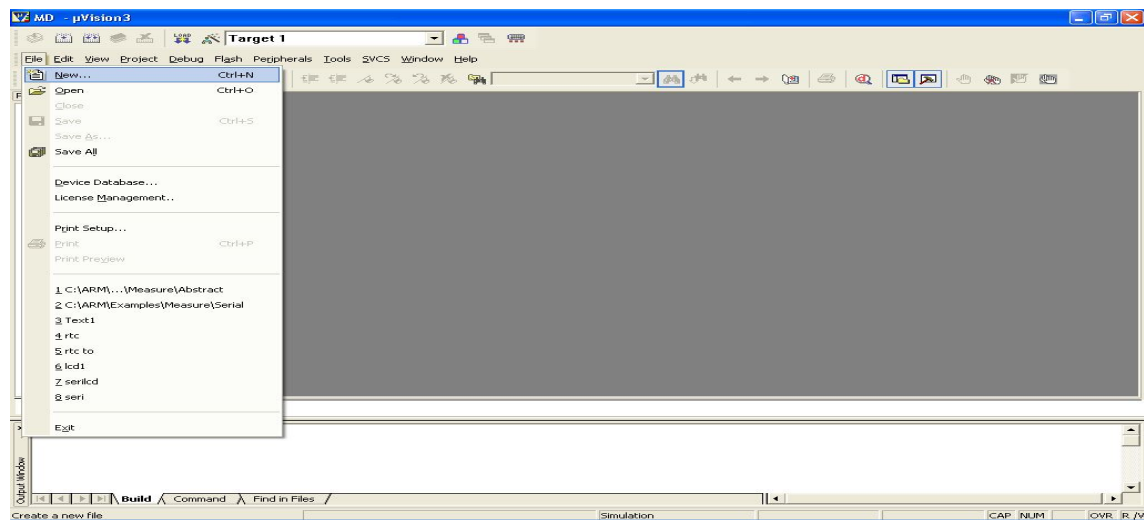 MD - µVision3
LOAD Target 1
File Edit View Project Debug Flash Peripherals Tools SVCS Window Help
New... Ctrl+N
Open Ctrl+O
Close
Save Ctrl+S
Save As...
Save All
Device Database...
License Management..
Print Setup...
Print Ctrl+P
Print Preview
1 C:\ARM\...\Measure\Abstract
2 C:\ARM\Examples\Measure\Serial
3 Text1
4 rtc
5 rtc to
6 lcd1
7 serilcd
8 seri
Exit
Output Window
Build Command Find in Files
Create a new file Simulation CAP NUM OVR R /W